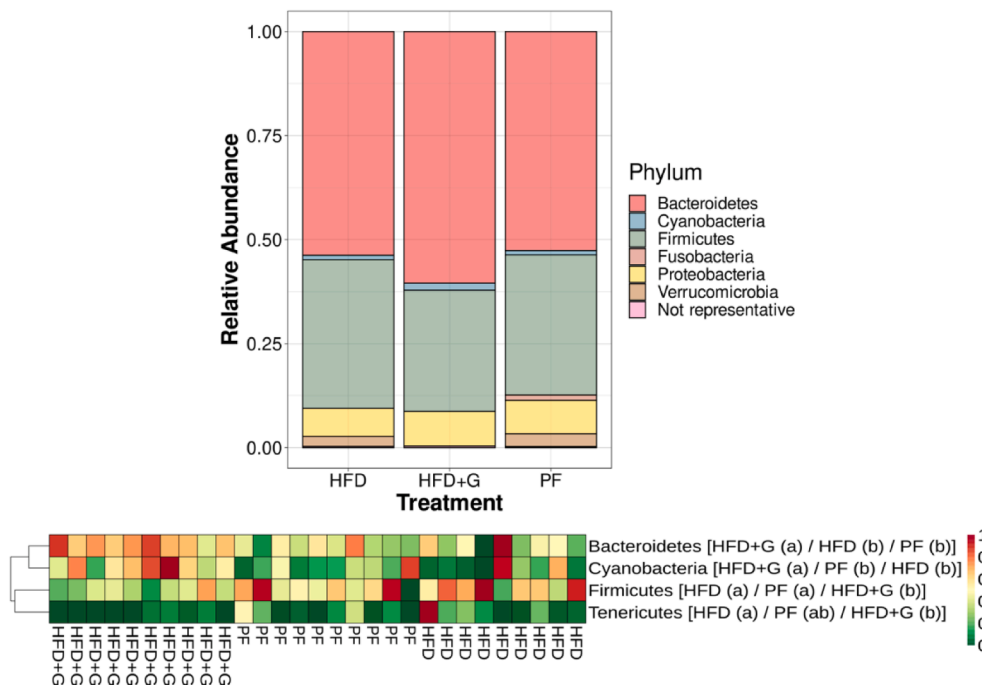 1.00
0.75
0.50
0.25
0.00
Relative Abundance
HFD HFD+G PF
Treatment
Phylum
Bacteroidetes
Cyanobacteria
Firmicutes
Fusobacteria
Proteobacteria
Verrucomicrobia
Not representative
Bacteroidetes [HFD+G (a) / HFD (b) / PF (b)]
Cyanobacteria [HFD+G (a) / PF (b) / HFD (b)]
Firmicutes [HFD (a) / PF (a) / HFD+G (b)]
Tenericutes [HFD (a) / PF (ab) / HFD+G (b)]
HFD+G HFD+G HFD+G HFD+G HFD+G HFD+G HFD+G HFD+G HFD+G HFD+G PF PF PF PF PF PF PF PF PF PF HFD HFD HFD HFD HFD HFD HFD HFD HFD